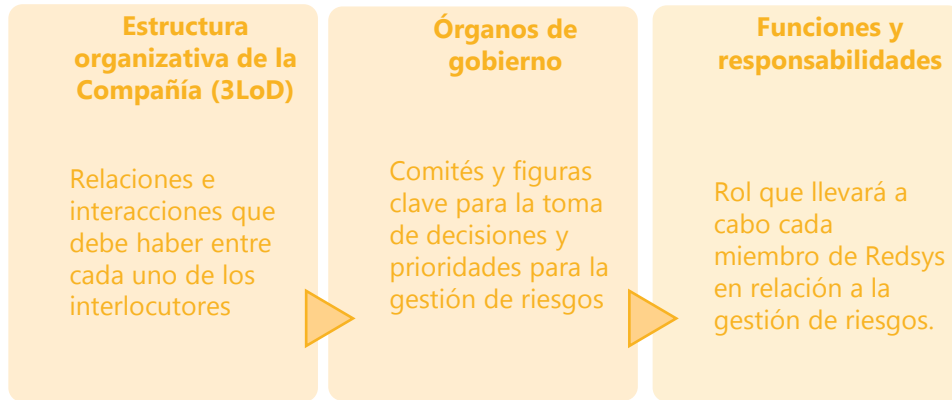 Estructura
organizativa de la
Compañía (3LoD)
Relaciones e
interacciones que
debe haber entre
cada uno de los
interlocutores
Órganos de
gobierno
Comités y figuras
clave para la toma
de decisiones y
prioridades para la
gestión de riesgos
Funciones y
responsabilidades
Rol que llevará a
cabo cada
miembro de Redsys
en relación a la
gestión de riesgos.